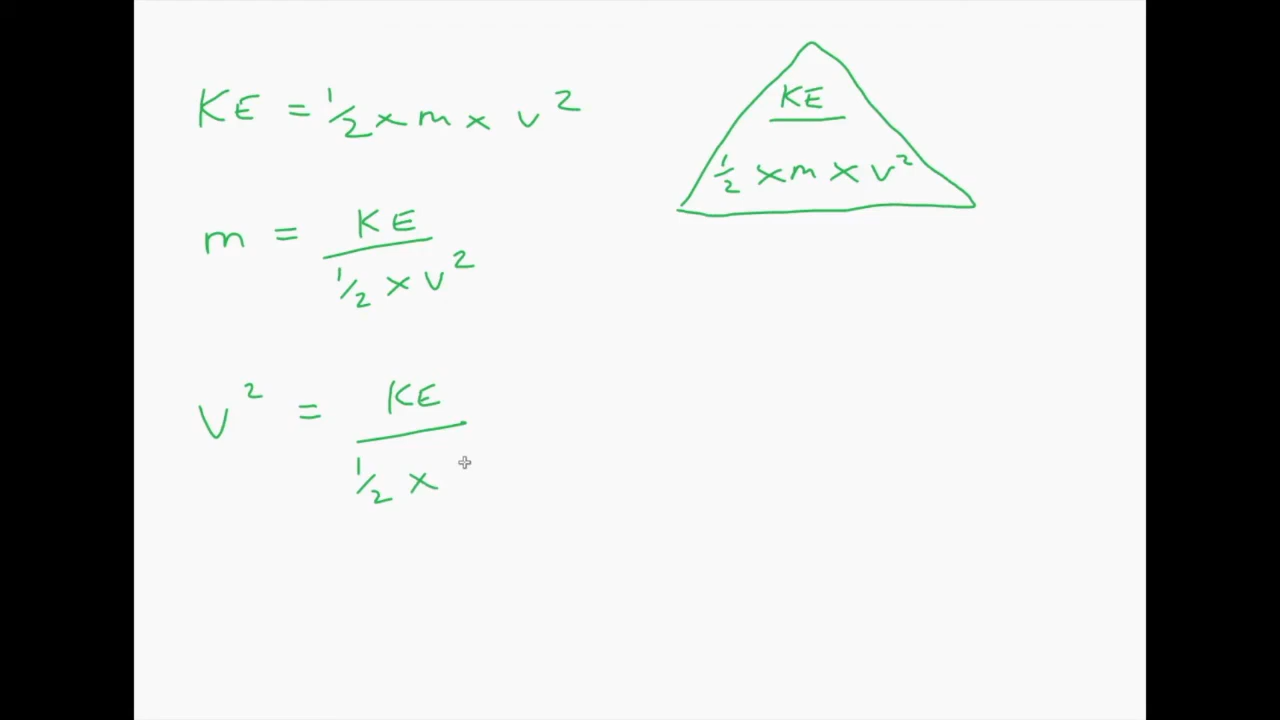 KE = 1/2 x m x v²
KE
1/2 x m x v²
m = KE
1/2 x v²
v² = KE
1/2 x